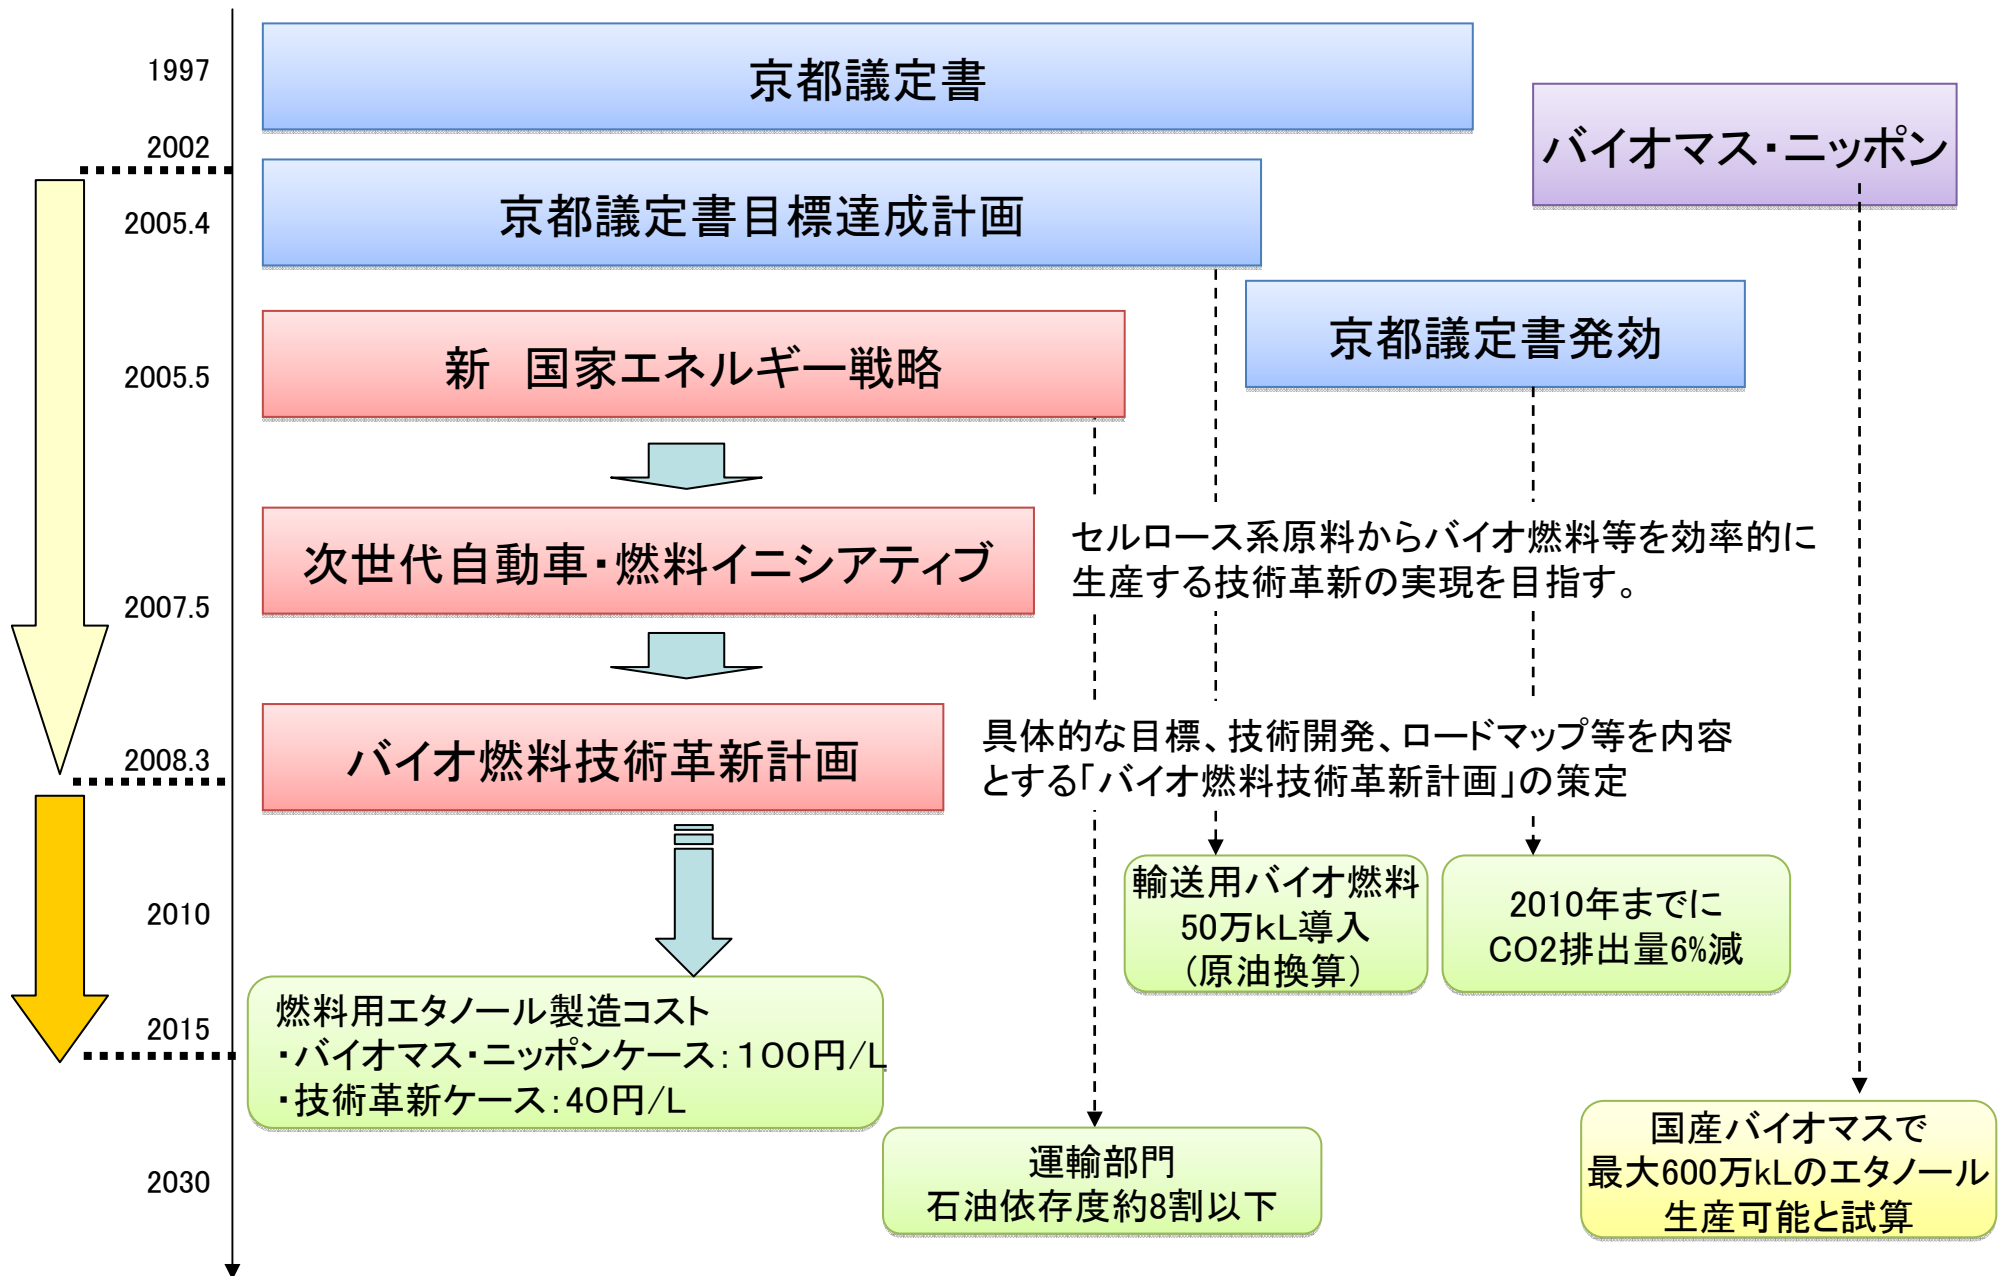 1997
京都議定書
2002
バイオマス・ニッポン
2005.4
京都議定書目標達成計画
2005.5
新　国家エネルギー戦略
京都議定書発効
2007.5
次世代自動車・燃料イニシアティブ
セルロース系原料からバイオ燃料等を効率的に
生産する技術革新の実現を目指す。
2008.3
バイオ燃料技術革新計画
具体的な目標、技術開発、ロードマップ等を内容
とする「バイオ燃料技術革新計画」の策定
2010
輸送用バイオ燃料
50万kL導入
(原油換算)
2010年までに
CO2排出量6%減
2015
燃料用エタノール製造コスト
・バイオマス・ニッポンケース：100円/L
・技術革新ケース：40円/L
2030
運輸部門
石油依存度約8割以下
国産バイオマスで
最大600万kLのエタノール
生産可能と試算